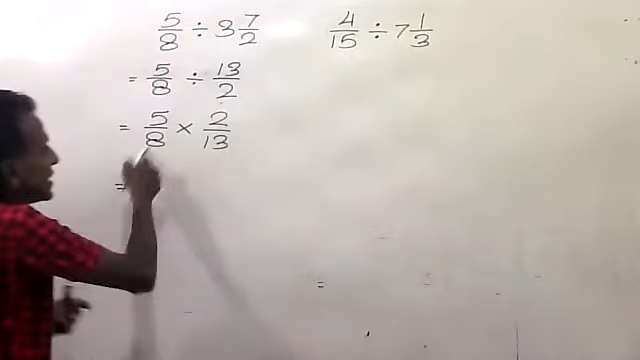 5/8 ÷ 3 7/2    4/15 ÷ 7 1/3
= 5/8 ÷ 13/2
= 5/8 × 2/13
=